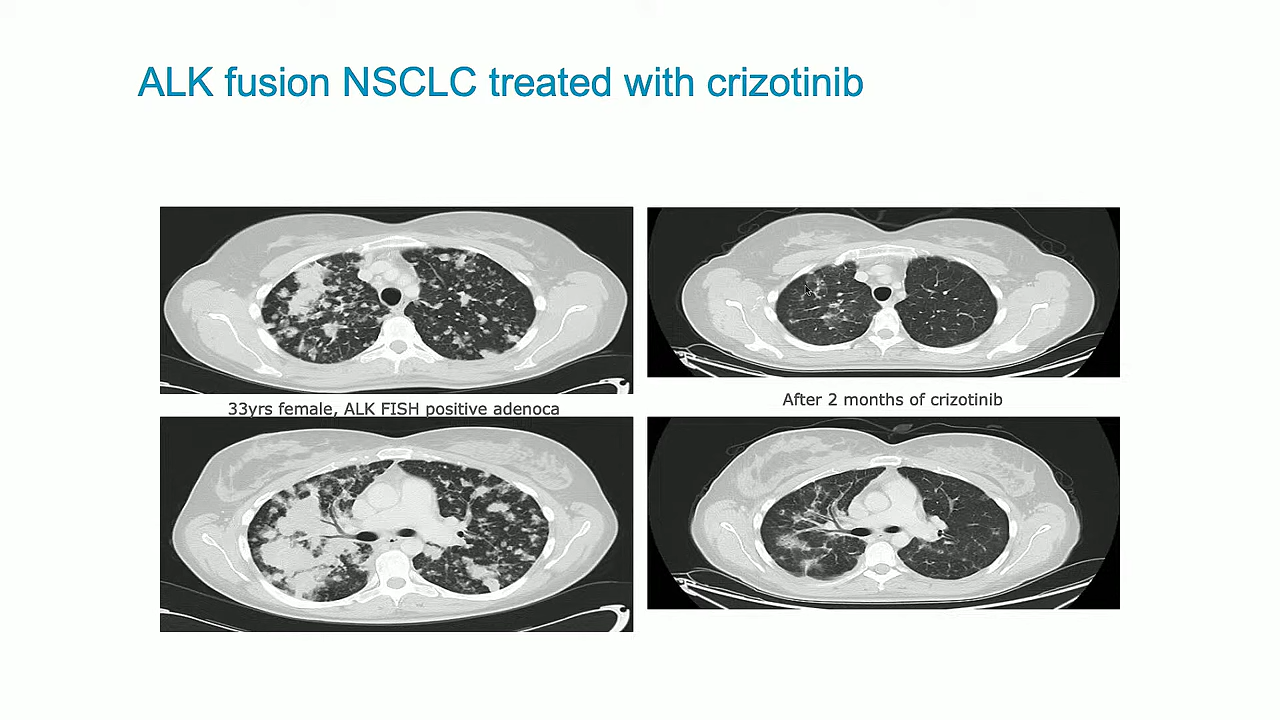 ALK fusion NSCLC treated with crizotinib
33yrs female, ALK FISH positive adenoca
After 2 months of crizotinib